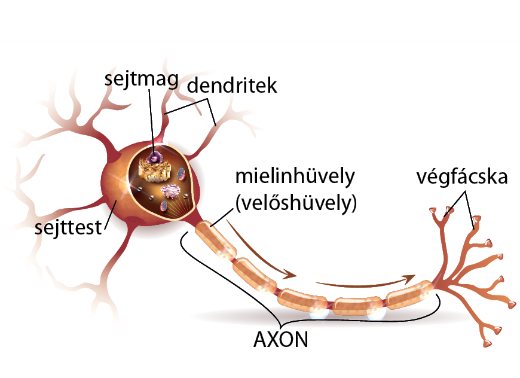 sejtmag
dendritek
mielinhüvely
(velőshüvely)
végfácska
sejttest
AXON